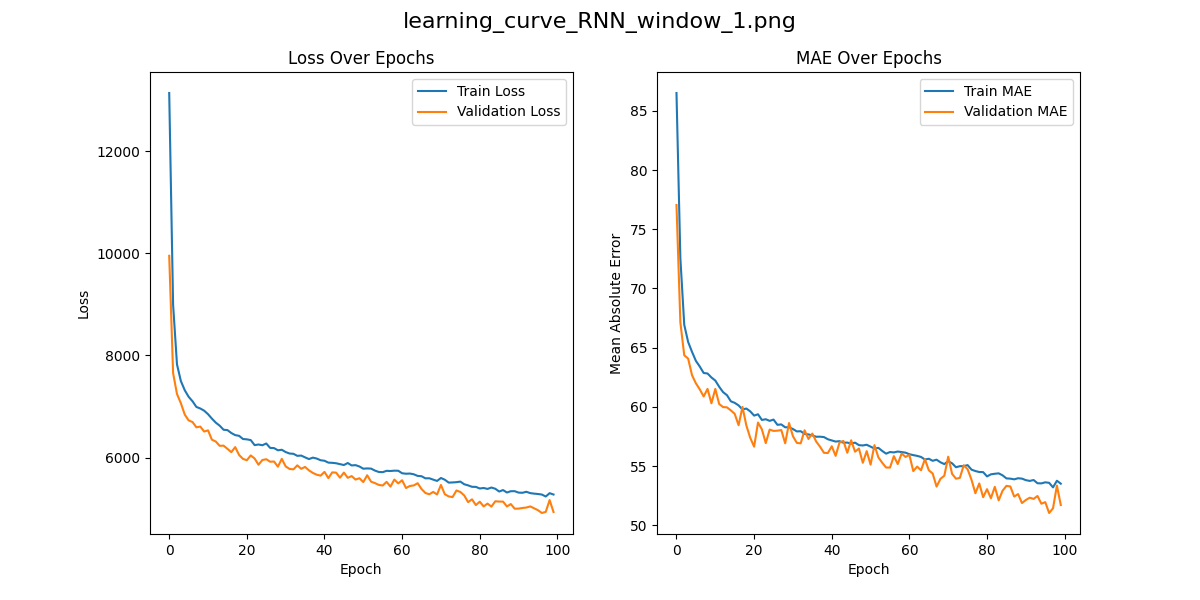 learning_curve_RNN_window_1.png
Loss Over Epochs
Train Loss
Validation Loss
12000
10000
8000
6000
Loss
0
20
40
60
80
100
Epoch
MAE Over Epochs
Train MAE
Validation MAE
85
80
75
70
65
60
55
50
Mean Absolute Error
0
20
40
60
80
100
Epoch